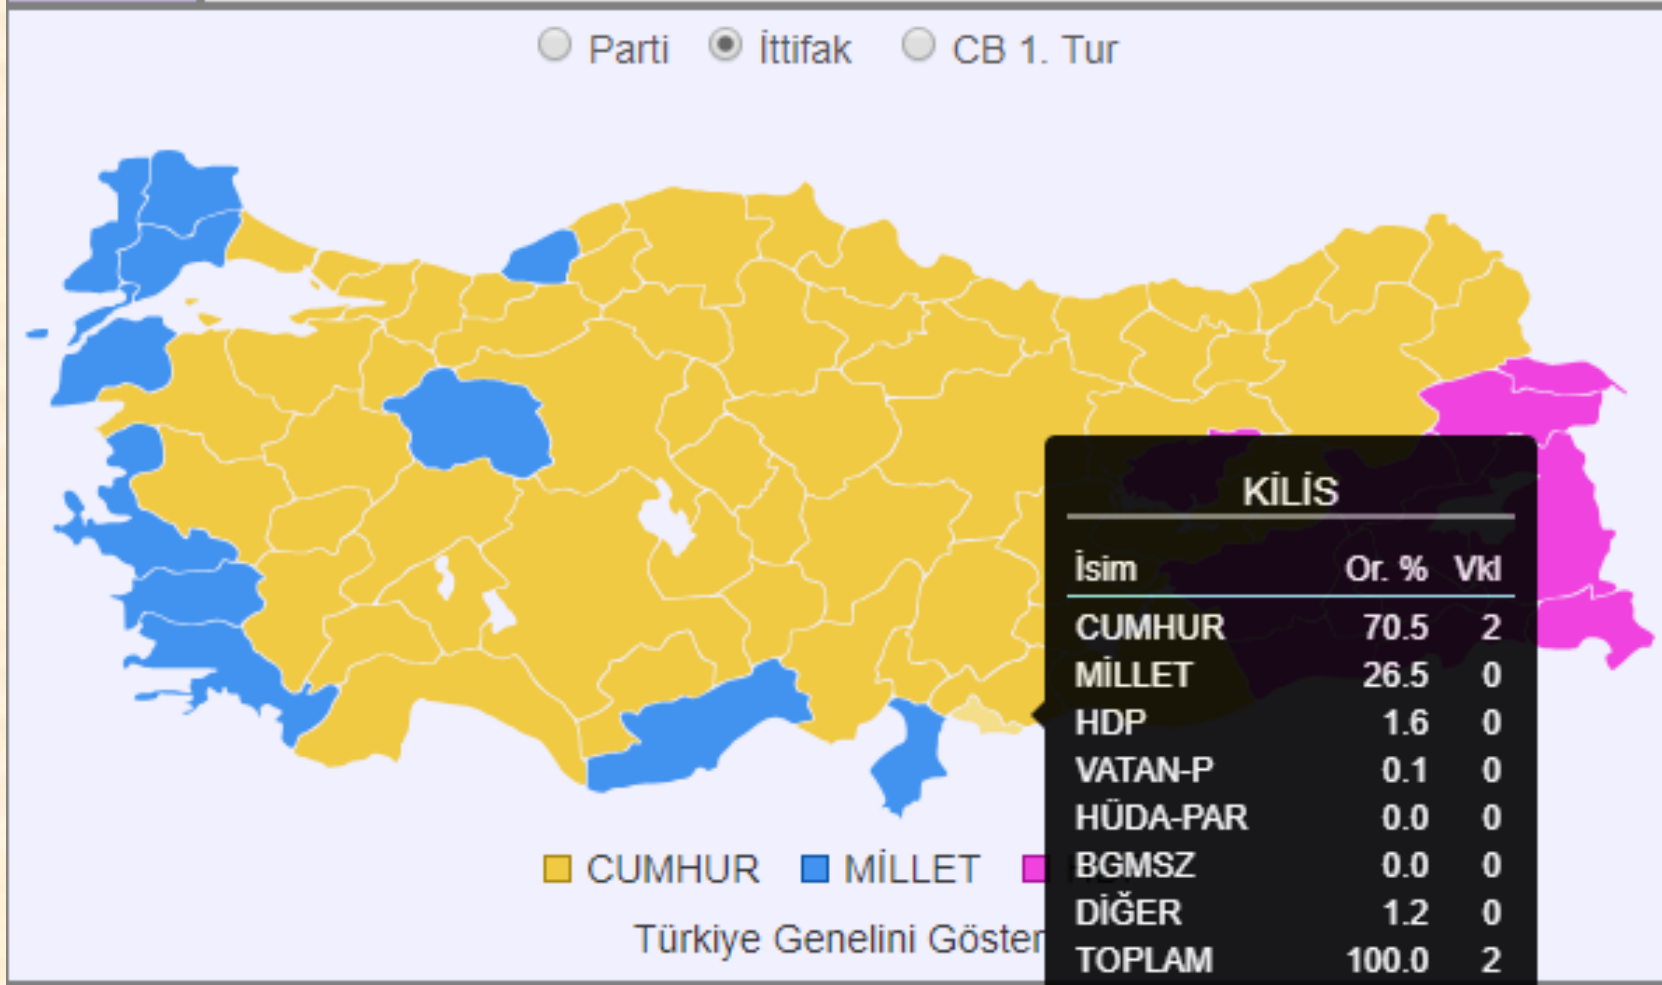 Parti İttifak CB 1. Tur
KİLİS
İsim Or. % Vkl
CUMHUR 70.5 2
MİLLET 26.5 0
HDP 1.6 0
VATAN-P 0.1 0
HÜDA-PAR 0.0 0
BGMSZ 0.0 0
DİĞER 1.2 0
TOPLAM 100.0 2
CUMHUR MİLLET
Türkiye Genelini Göster